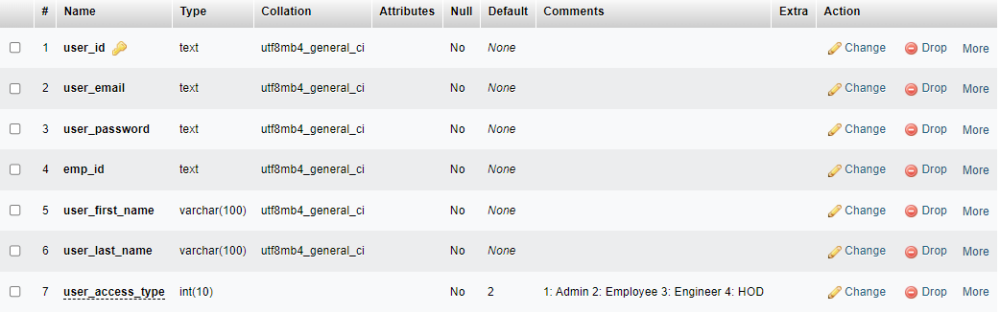 # Name Type Collation Attributes Null Default Comments Extra Action
1 user_id text utf8mb4_general_ci No None Change Drop More
2 user_email text utf8mb4_general_ci No None Change Drop More
3 user_password text utf8mb4_general_ci No None Change Drop More
4 emp_id text utf8mb4_general_ci No None Change Drop More
5 user_first_name varchar(100) utf8mb4_general_ci No None Change Drop More
6 user_last_name varchar(100) utf8mb4_general_ci No None Change Drop More
7 user_access_type int(10) No 2 1: Admin 2: Employee 3: Engineer 4: HOD Change Drop More